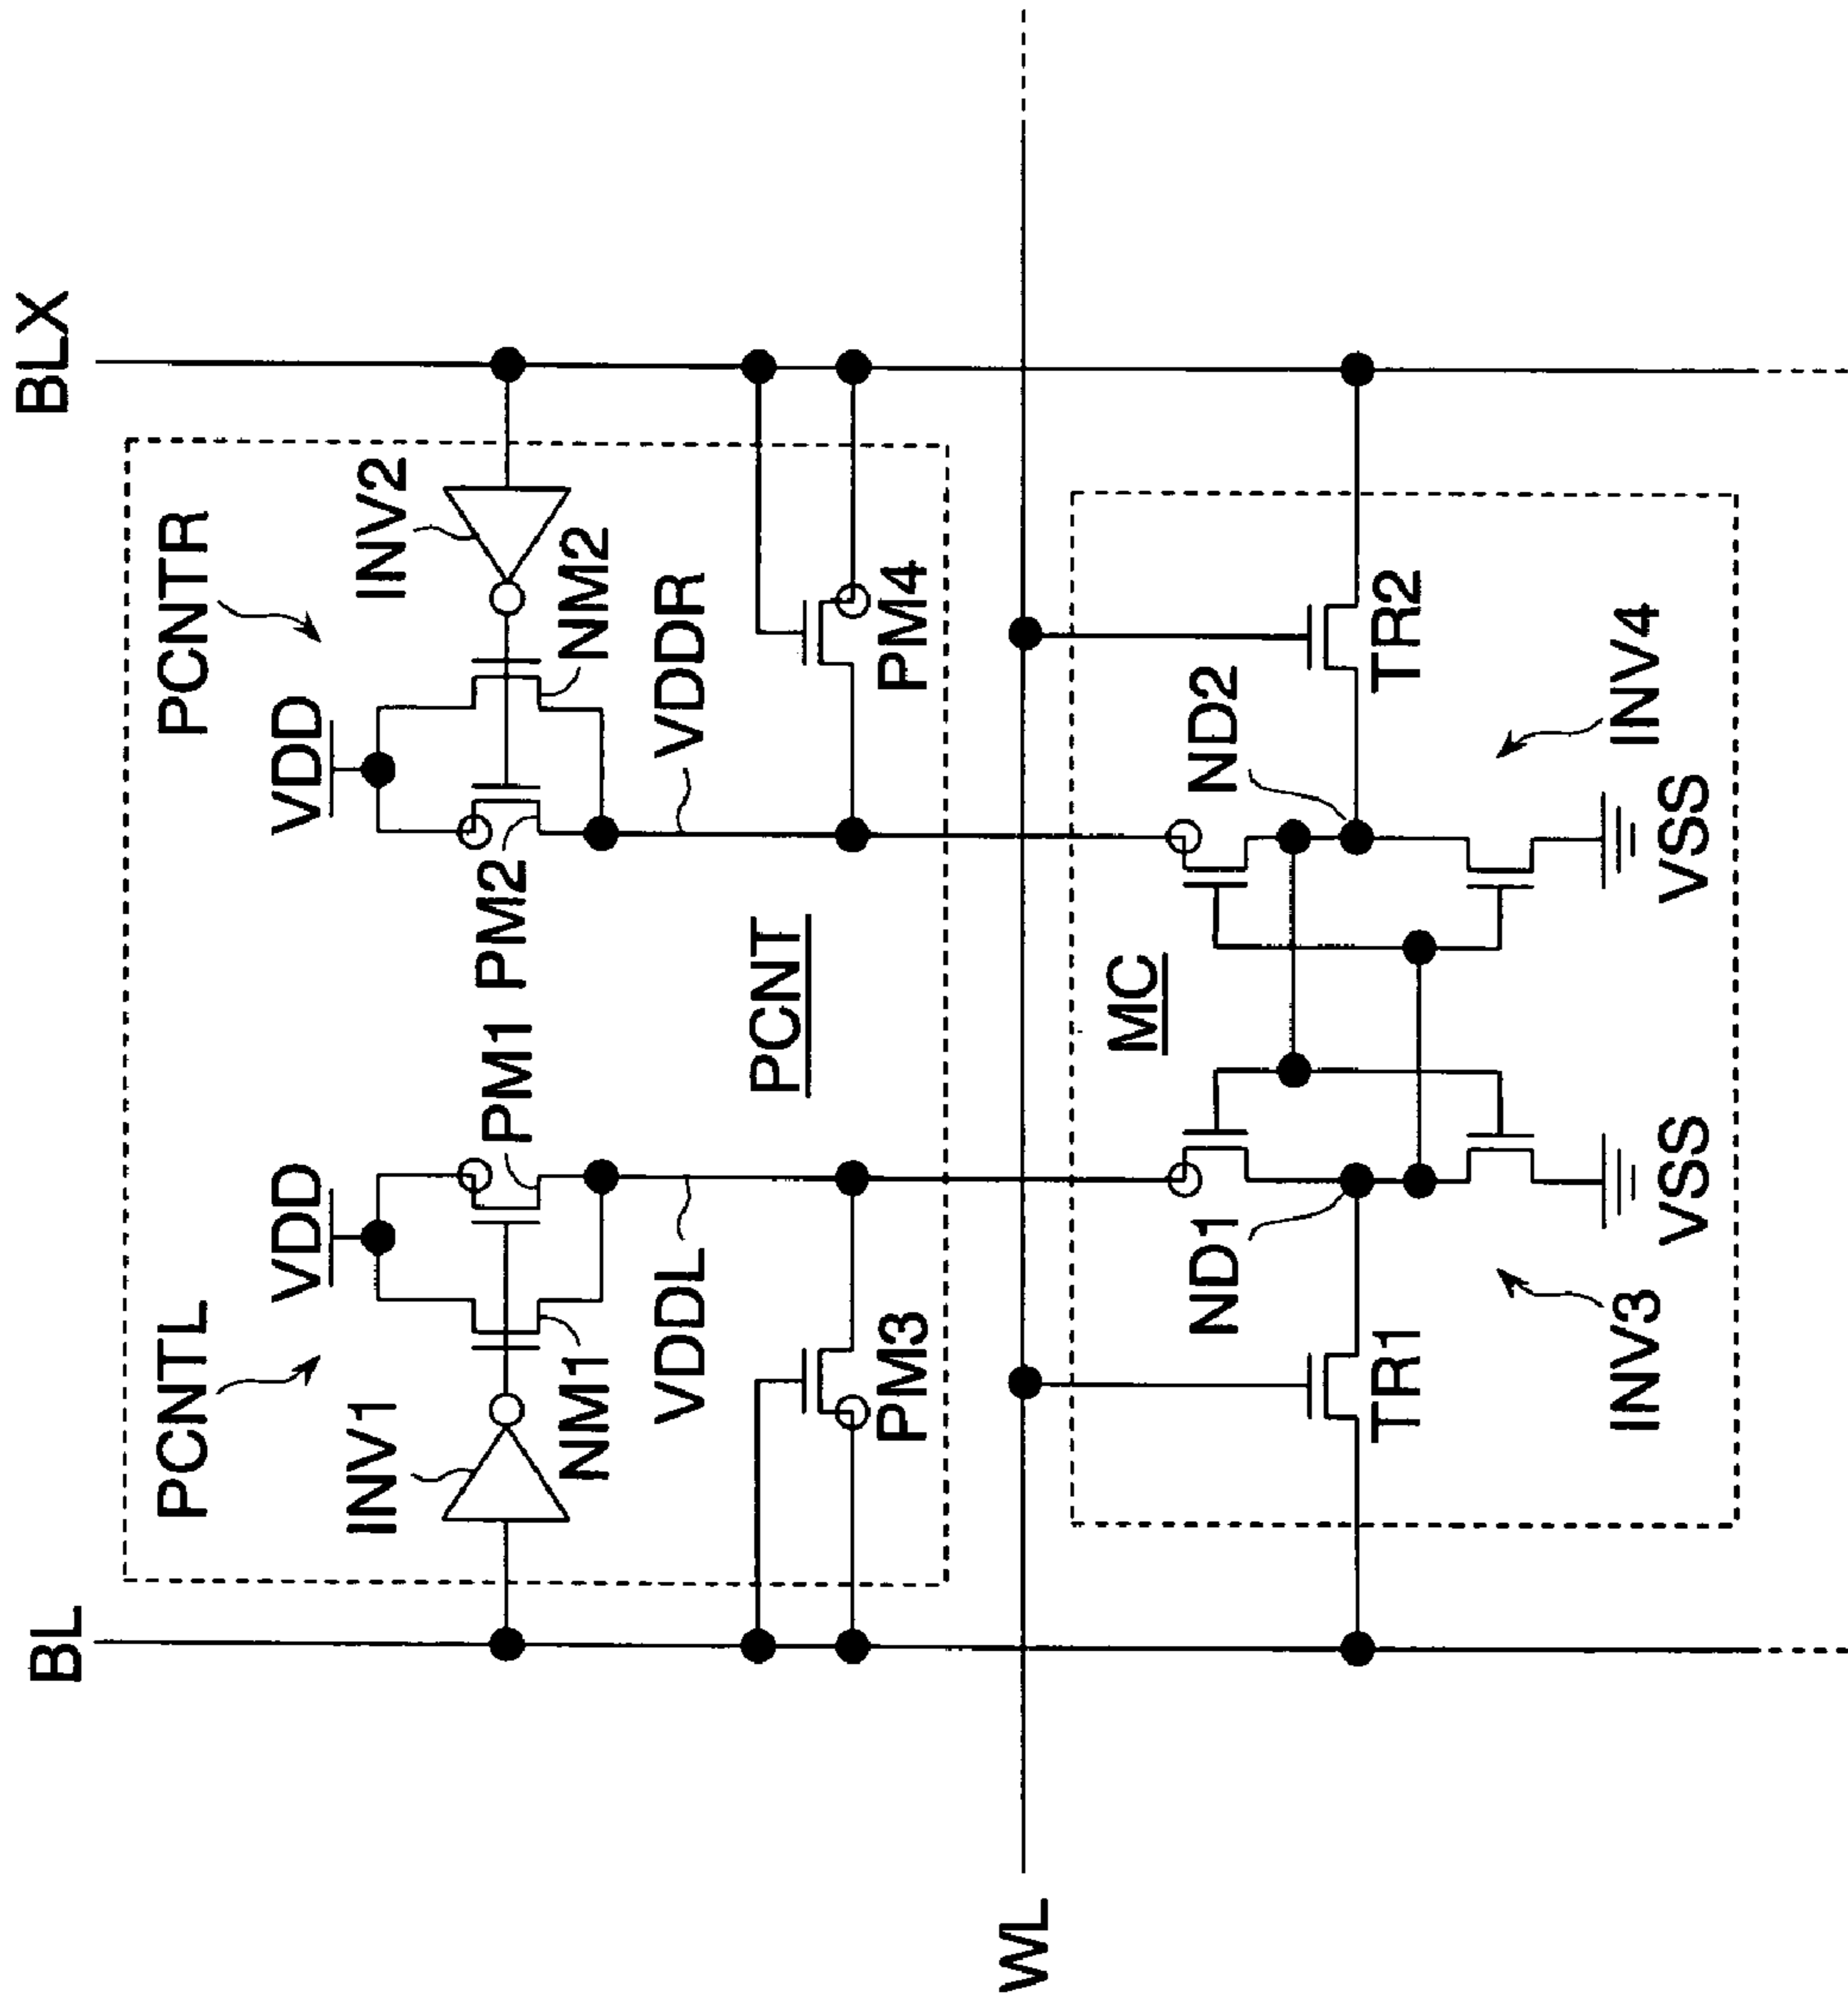 BL
BLX
PCNTL
PCNTR
VDD
VDD
INV1
INV2
NM1
PM1
PM2
NM2
VDDL
VDDR
PCNT
PM3
PM4
WL
MC
ND1
ND2
TR1
TR2
INV3
INV4
VSS
VSS